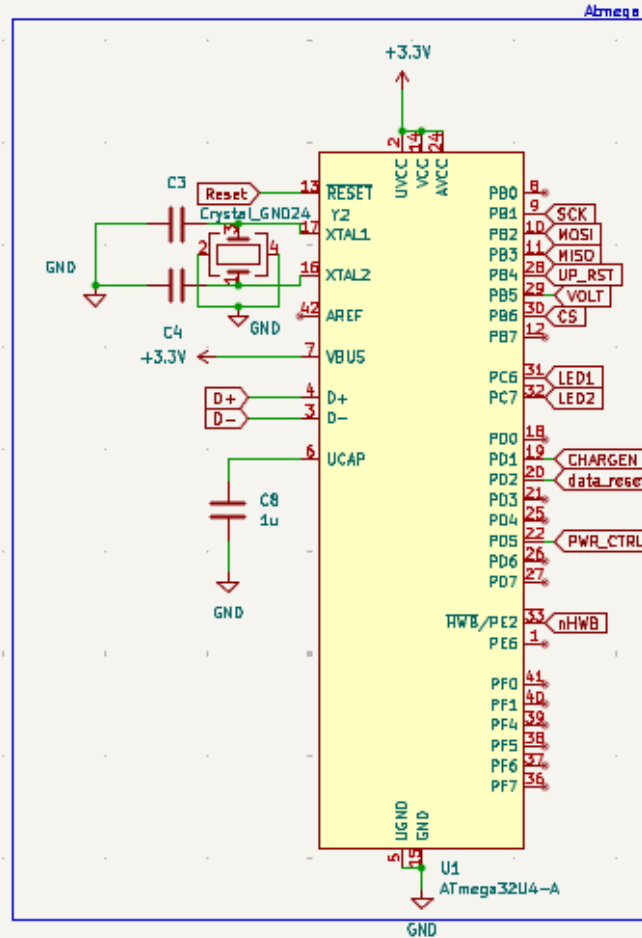 Atmega
+3.3V
2
14
24
UVCC
VCC
AVCC
C3
Reset
13
RESET
PB0
8
Crystal_GND24
Y2
PB1
9
SCK
17
XTAL1
PB2
10
MOSI
3
2
4
1
PB3
11
MISO
GND
16
XTAL2
PB4
28
UP_RST
PB5
29
VOLT
42
AREF
PB6
30
CS
C4
GND
PB7
12
+3.3V
7
VBUS
PC6
31
LED1
D+
4
D+
PC7
32
LED2
D-
3
D-
PD0
18
6
UCAP
PD1
19
CHARGEN
PD2
20
data_rese
C8
1u
PD3
21
PD4
25
PD5
22
PWR_CTRL
PD6
26
PD7
27
GND
HWB/PE2
33
nHWB
PE6
1
PF0
41
PF1
40
PF4
39
PF5
38
PF6
37
PF7
36
UGND
GND
5
15
U1
ATmega32U4-A
GND